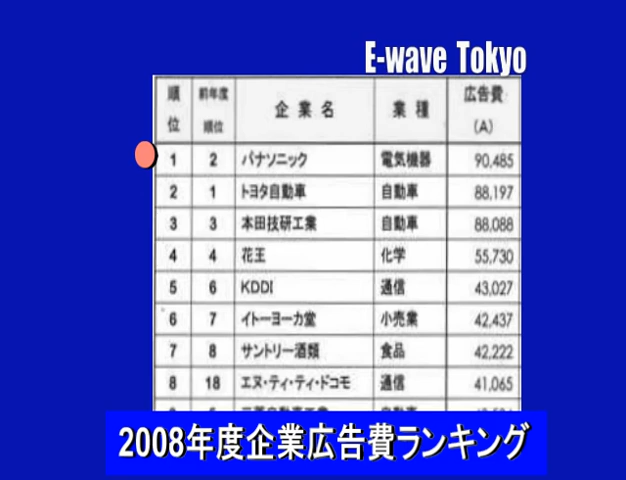 E-wave Tokyo
順位 前年度順位 企業名 業種 広告費(A)
1 2 パナソニック 電気機器 90,485
2 1 トヨタ自動車 自動車 88,197
3 3 本田技研工業 自動車 88,088
4 4 花王 化学 55,730
5 6 KDDI 通信 43,027
6 7 イトーヨーカ堂 小売業 42,437
7 8 サントリー酒類 食品 42,222
8 18 エヌ・ティ・ティ・ドコモ 通信 41,065
2008年度企業広告費ランキング